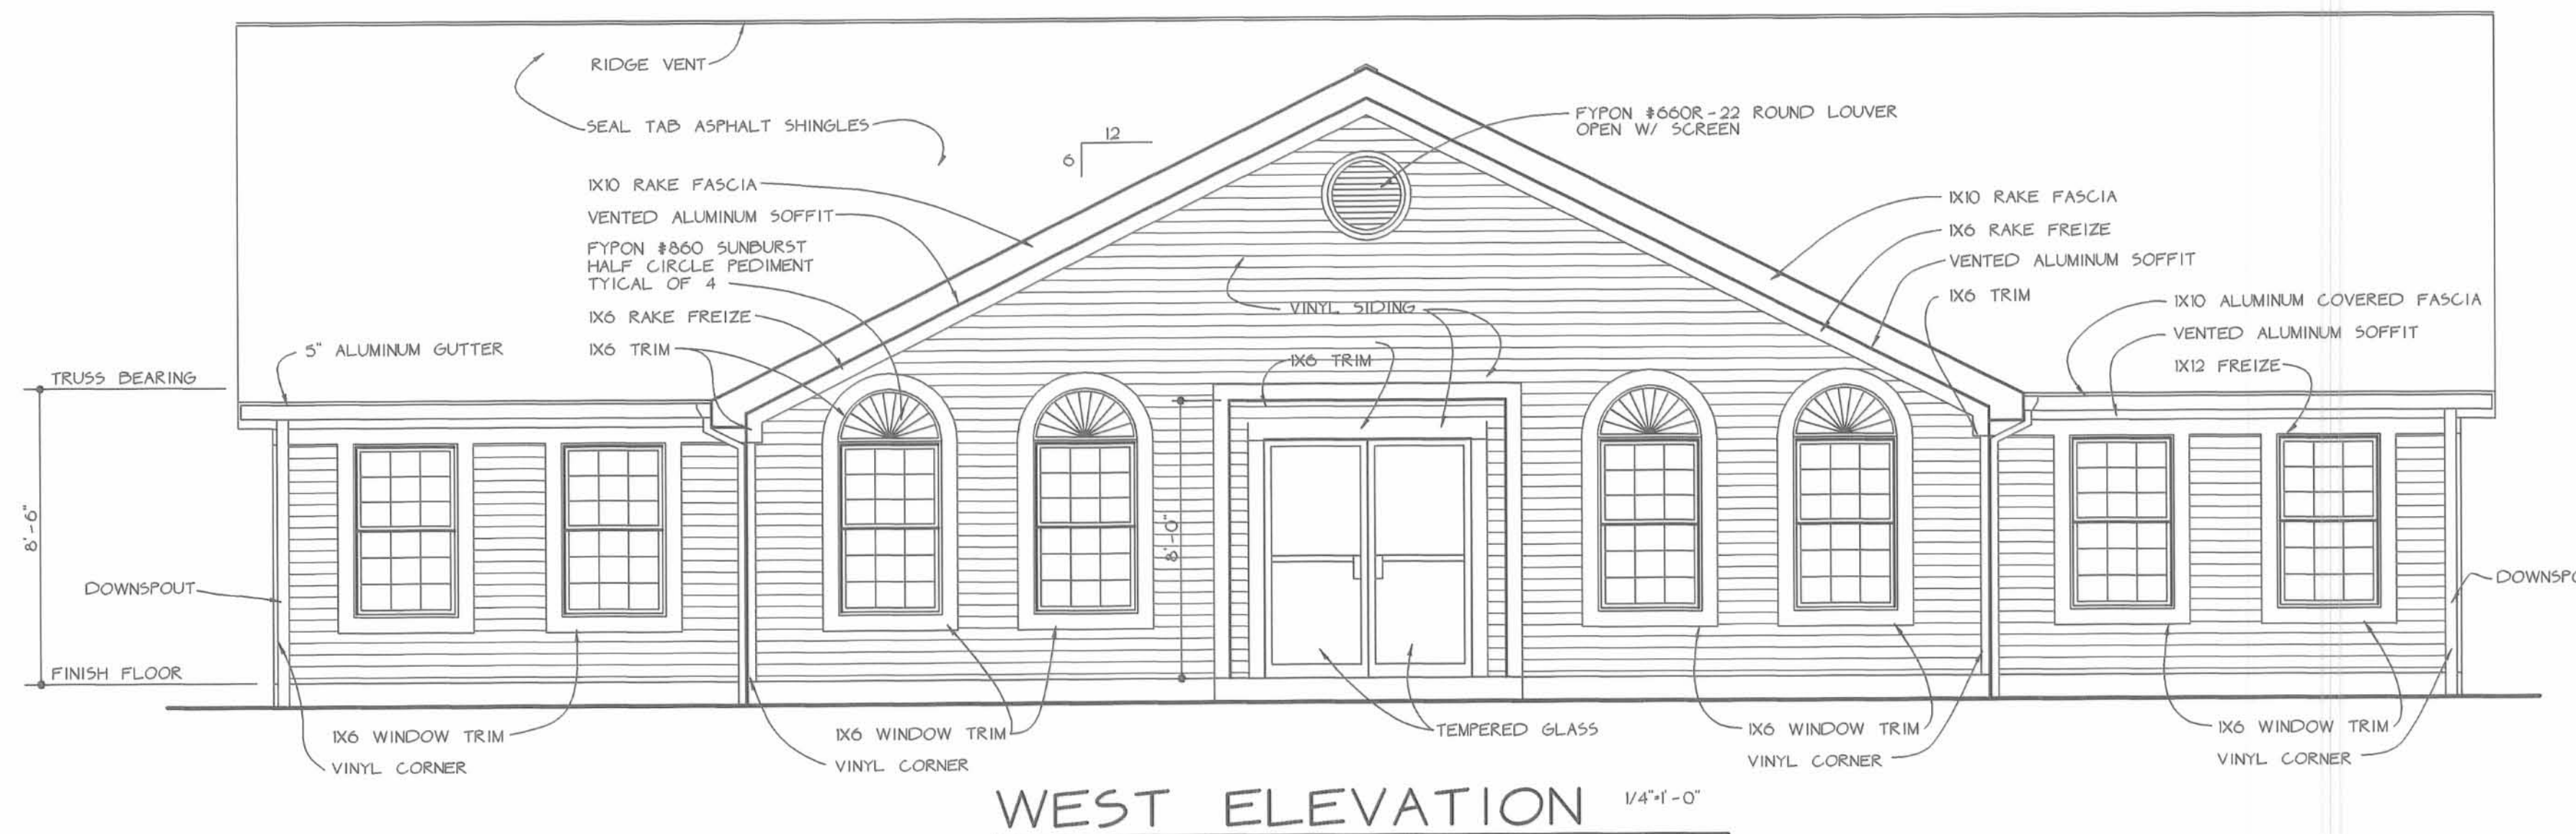 RIDGE VENT
SEAL TAB ASPHALT SHINGLES
12
6
FYPON #660R-22 ROUND LOUVER
OPEN W/ SCREEN
1X10 RAKE FASCIA
VENTED ALUMINUM SOFFIT
FYPON #860 SUNBURST
HALF CIRCLE PEDIMENT
TYICAL OF 4
1X6 RAKE FREIZE
1X6 TRIM
5" ALUMINUM GUTTER
TRUSS BEARING
8'-6"
DOWNSPOUT
FINISH FLOOR
VINYL SIDING
1X6 TRIM
8'-0"
1X10 RAKE FASCIA
1X6 RAKE FREIZE
VENTED ALUMINUM SOFFIT
1X6 TRIM
1X10 ALUMINUM COVERED FASCIA
VENTED ALUMINUM SOFFIT
1X12 FREIZE
DOWNSPO
1X6 WINDOW TRIM
VINYL CORNER
1X6 WINDOW TRIM
VINYL CORNER
TEMPERED GLASS
1X6 WINDOW TRIM
VINYL CORNER
1X6 WINDOW TRIM
VINYL CORNER
WEST ELEVATION 1/4"=1'-0"